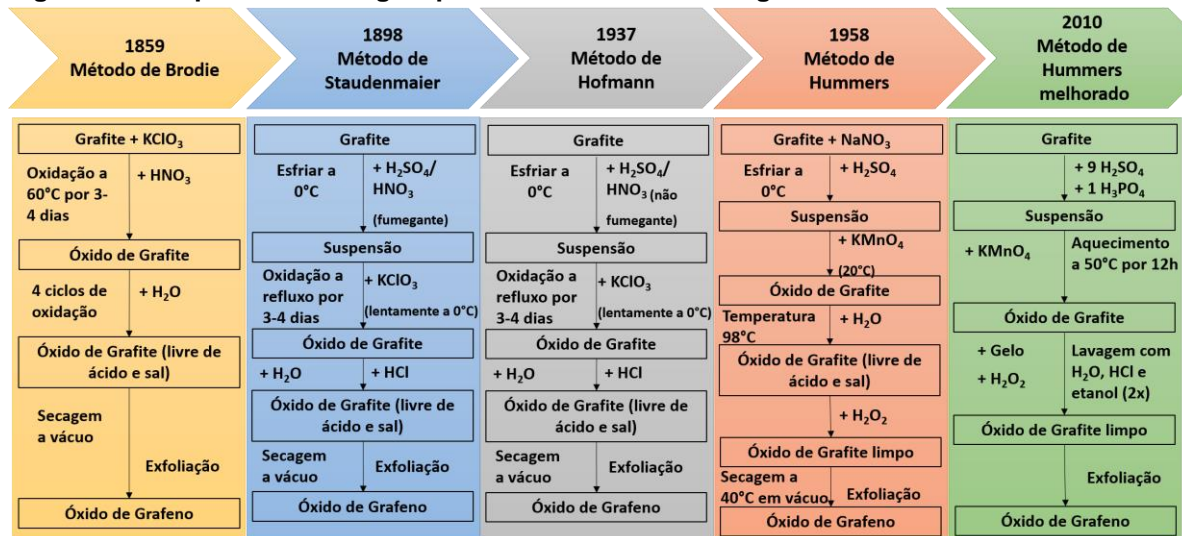 1859
Método de Brodie
1898
Método de
Staudenmaier
1937
Método de
Hofmann
1958
Método de
Hummers
2010
Método de
Hummers
melhorado
Grafite + KClO₃
Oxidação a
60°C por 3-
4 dias
+ HNO₃
Óxido de Grafite
4 ciclos de
oxidação
+ H₂O
Óxido de Grafite (livre de
ácido e sal)
Secagem
a vácuo
Exfoliação
Óxido de Grafeno
Grafite
Esfriar a
0°C
+ H₂SO₄/
HNO₃
(fumegante)
Suspensão
Oxidação a
refluxo por
3-4 dias
+ KClO₃
(lentamente a 0°C)
Óxido de Grafite
+ H₂O
+ HCl
Óxido de Grafite (livre de
ácido e sal)
Secagem
a vácuo
Exfoliação
Óxido de Grafeno
Grafite
Esfriar a
0°C
+ H₂SO₄/
HNO₃ (não
fumegante)
Suspensão
Oxidação a
refluxo por
3-4 dias
+ KClO₃
(lentamente a 0°C)
Óxido de Grafite
+ H₂O
+ HCl
Óxido de Grafite (livre de
ácido e sal)
Secagem
a vácuo
Exfoliação
Óxido de Grafeno
Grafite + NaNO₃
Esfriar a
0°C
+ H₂SO₄
Suspensão
+ KMnO₄
(20°C)
Óxido de Grafite
Temperatura
98°C
+ H₂O
Óxido de Grafite (livre de
ácido e sal)
+ H₂O₂
Óxido de Grafite limpo
Secagem a
40°C em vácuo
Exfoliação
Óxido de Grafeno
Grafite
+ 9 H₂SO₄
+ 1 H₃PO₄
Suspensão
+ KMnO₄
Aquecimento
a 50°C por 12h
Óxido de Grafite
+ Gelo
+ H₂O₂
Lavagem com
H₂O, HCl e
etanol (2x)
Óxido de Grafite limpo
Exfoliação
Óxido de Grafeno